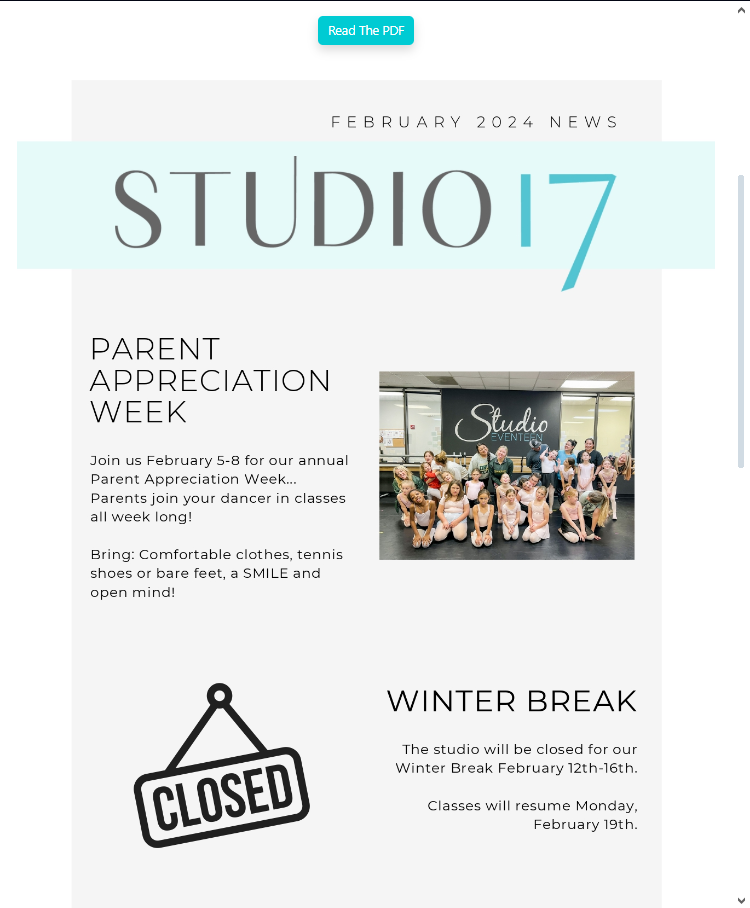 Read The PDF
FEBRUARY 2024 NEWS
STUDIO 17
PARENT
APPRECIATION
WEEK
Join us February 5-8 for our annual
Parent Appreciation Week...
Parents join your dancer in classes
all week long!
Bring: Comfortable clothes, tennis
shoes or bare feet, a SMILE and
open mind!
Studio
EVENTEEN
CLOSED
WINTER BREAK
The studio will be closed for our
Winter Break February 12th-16th.
Classes will resume Monday,
February 19th.